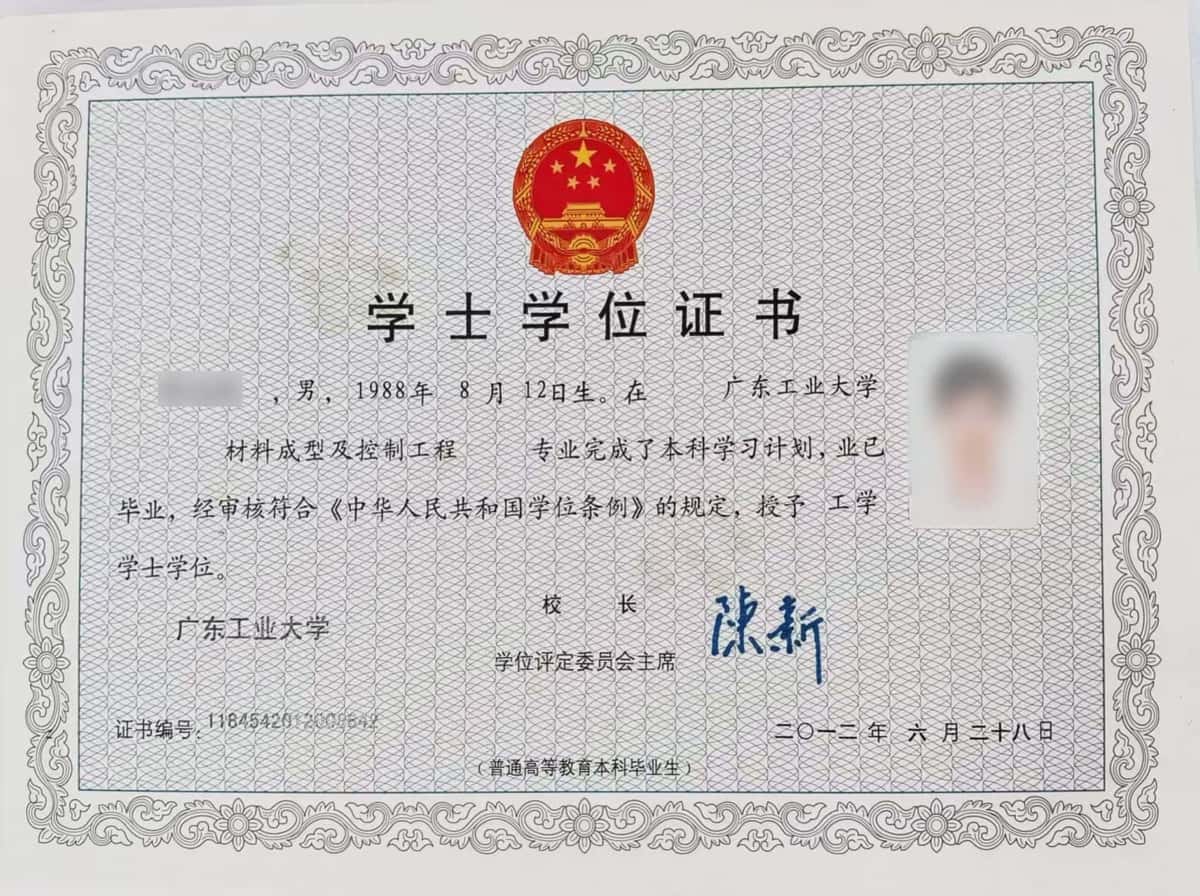 学士学位证书
，男，1988年 8月 12日生。在 广东工业大学
材料成型及控制工程 专业完成了本科学习计划，业已
毕业，经审核符合《中华人民共和国学位条例》的规定，授予 工学
学士学位。
广东工业大学
校 长
陳新
学位评定委员会主席
证书编号：
二〇一二年 六月二十八日
（普通高等教育本科毕业生）